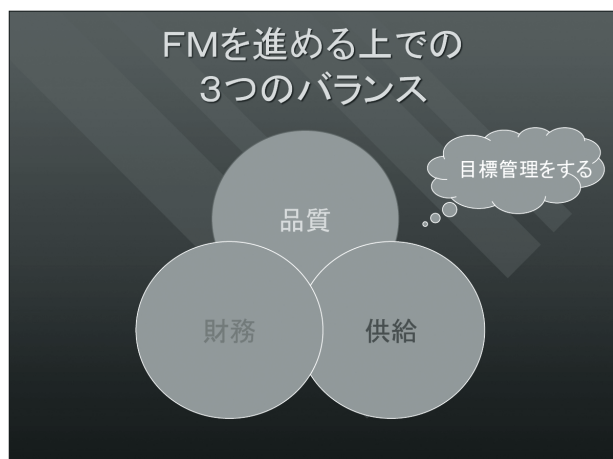 FMを進める上での
3つのバランス
目標管理をする
品質
財務
供給